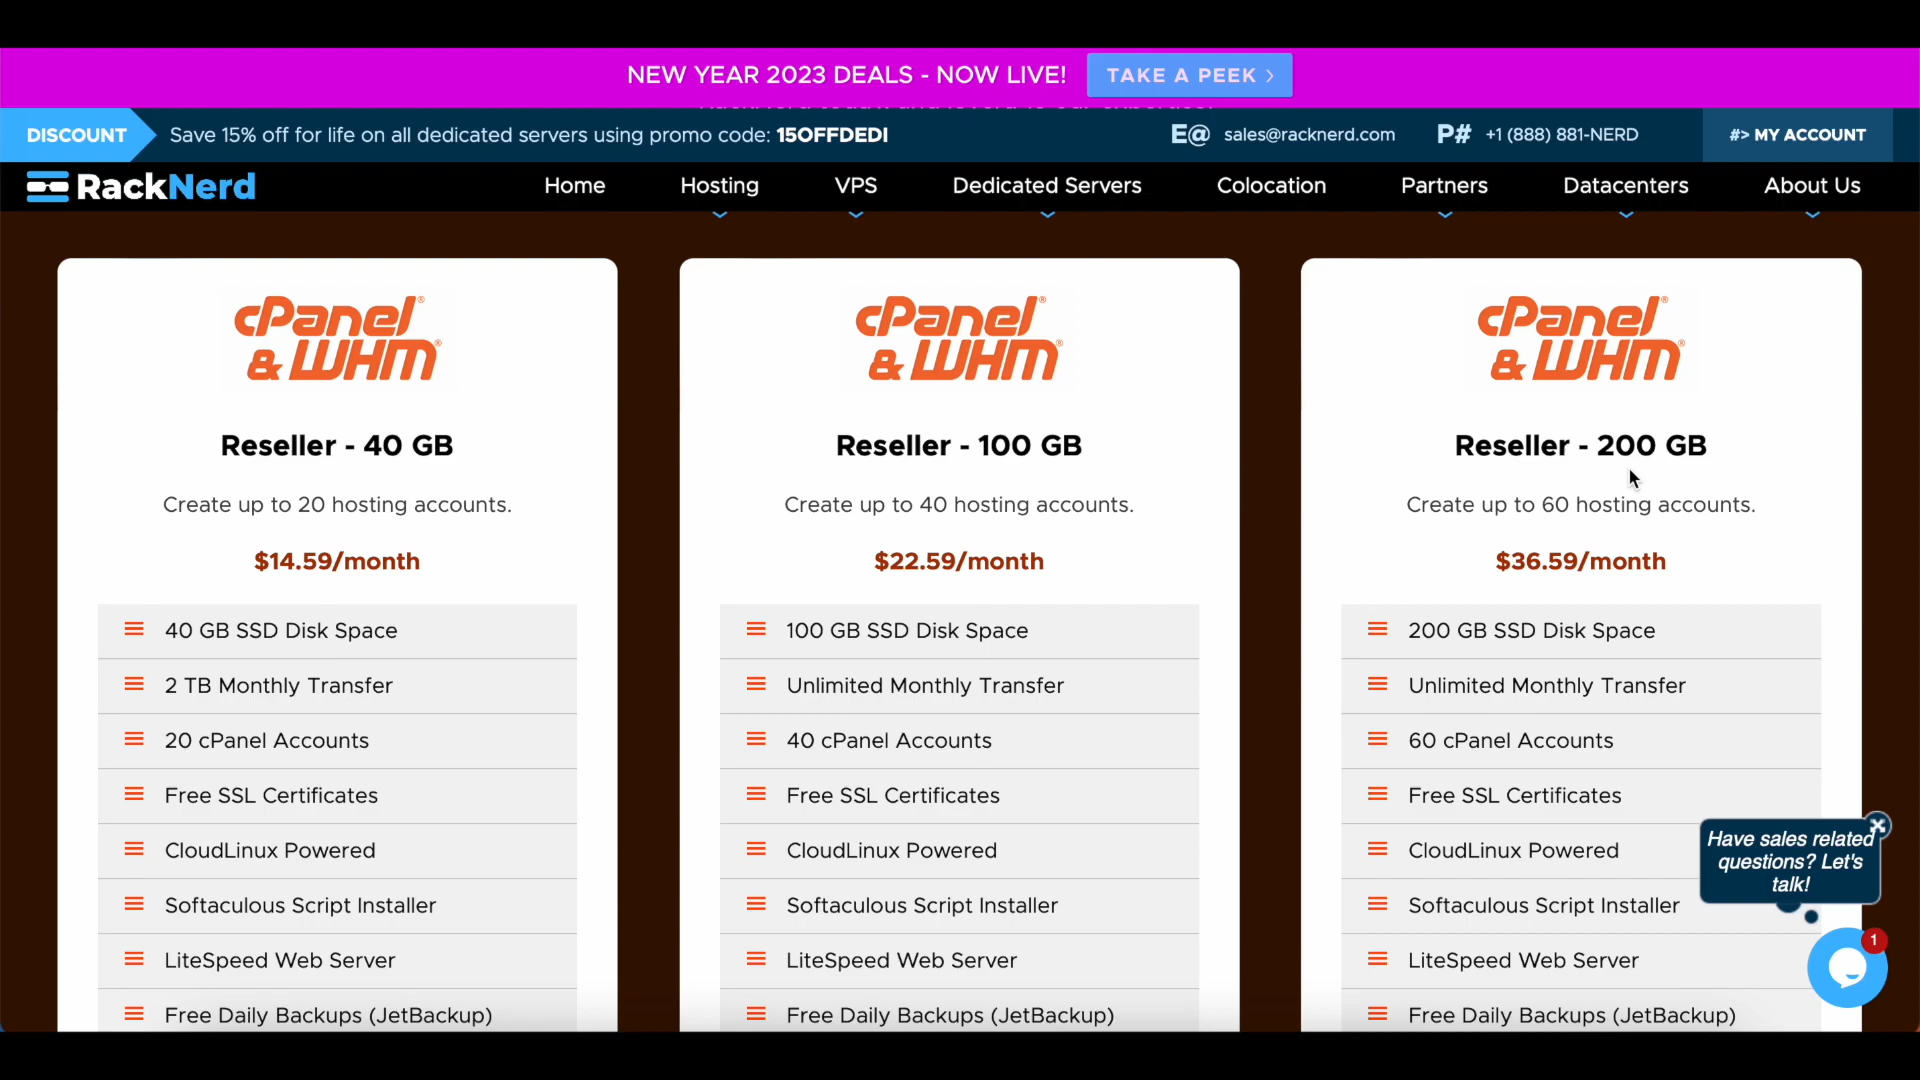 NEW YEAR 2023 DEALS - NOW LIVE! TAKE A PEEK >
DISCOUNT Save 15% off for life on all dedicated servers using promo code: 15OFFDEDI E@ sales@racknerd.com P# +1 (888) 881-NERD #> MY ACCOUNT
RackNerd Home Hosting VPS Dedicated Servers Colocation Partners Datacenters About Us
cPanel®
& WHM®
Reseller - 40 GB
Create up to 20 hosting accounts.
$14.59/month
40 GB SSD Disk Space
2 TB Monthly Transfer
20 cPanel Accounts
Free SSL Certificates
CloudLinux Powered
Softaculous Script Installer
LiteSpeed Web Server
Free Daily Backups (JetBackup)
cPanel®
& WHM®
Reseller - 100 GB
Create up to 40 hosting accounts.
$22.59/month
100 GB SSD Disk Space
Unlimited Monthly Transfer
40 cPanel Accounts
Free SSL Certificates
CloudLinux Powered
Softaculous Script Installer
LiteSpeed Web Server
Free Daily Backups (JetBackup)
cPanel®
& WHM®
Reseller - 200 GB
Create up to 60 hosting accounts.
$36.59/month
200 GB SSD Disk Space
Unlimited Monthly Transfer
60 cPanel Accounts
Free SSL Certificates
CloudLinux Powered
Softaculous Script Installer
LiteSpeed Web Server
Free Daily Backups (JetBackup)
Have sales related
questions? Let's
talk!
1